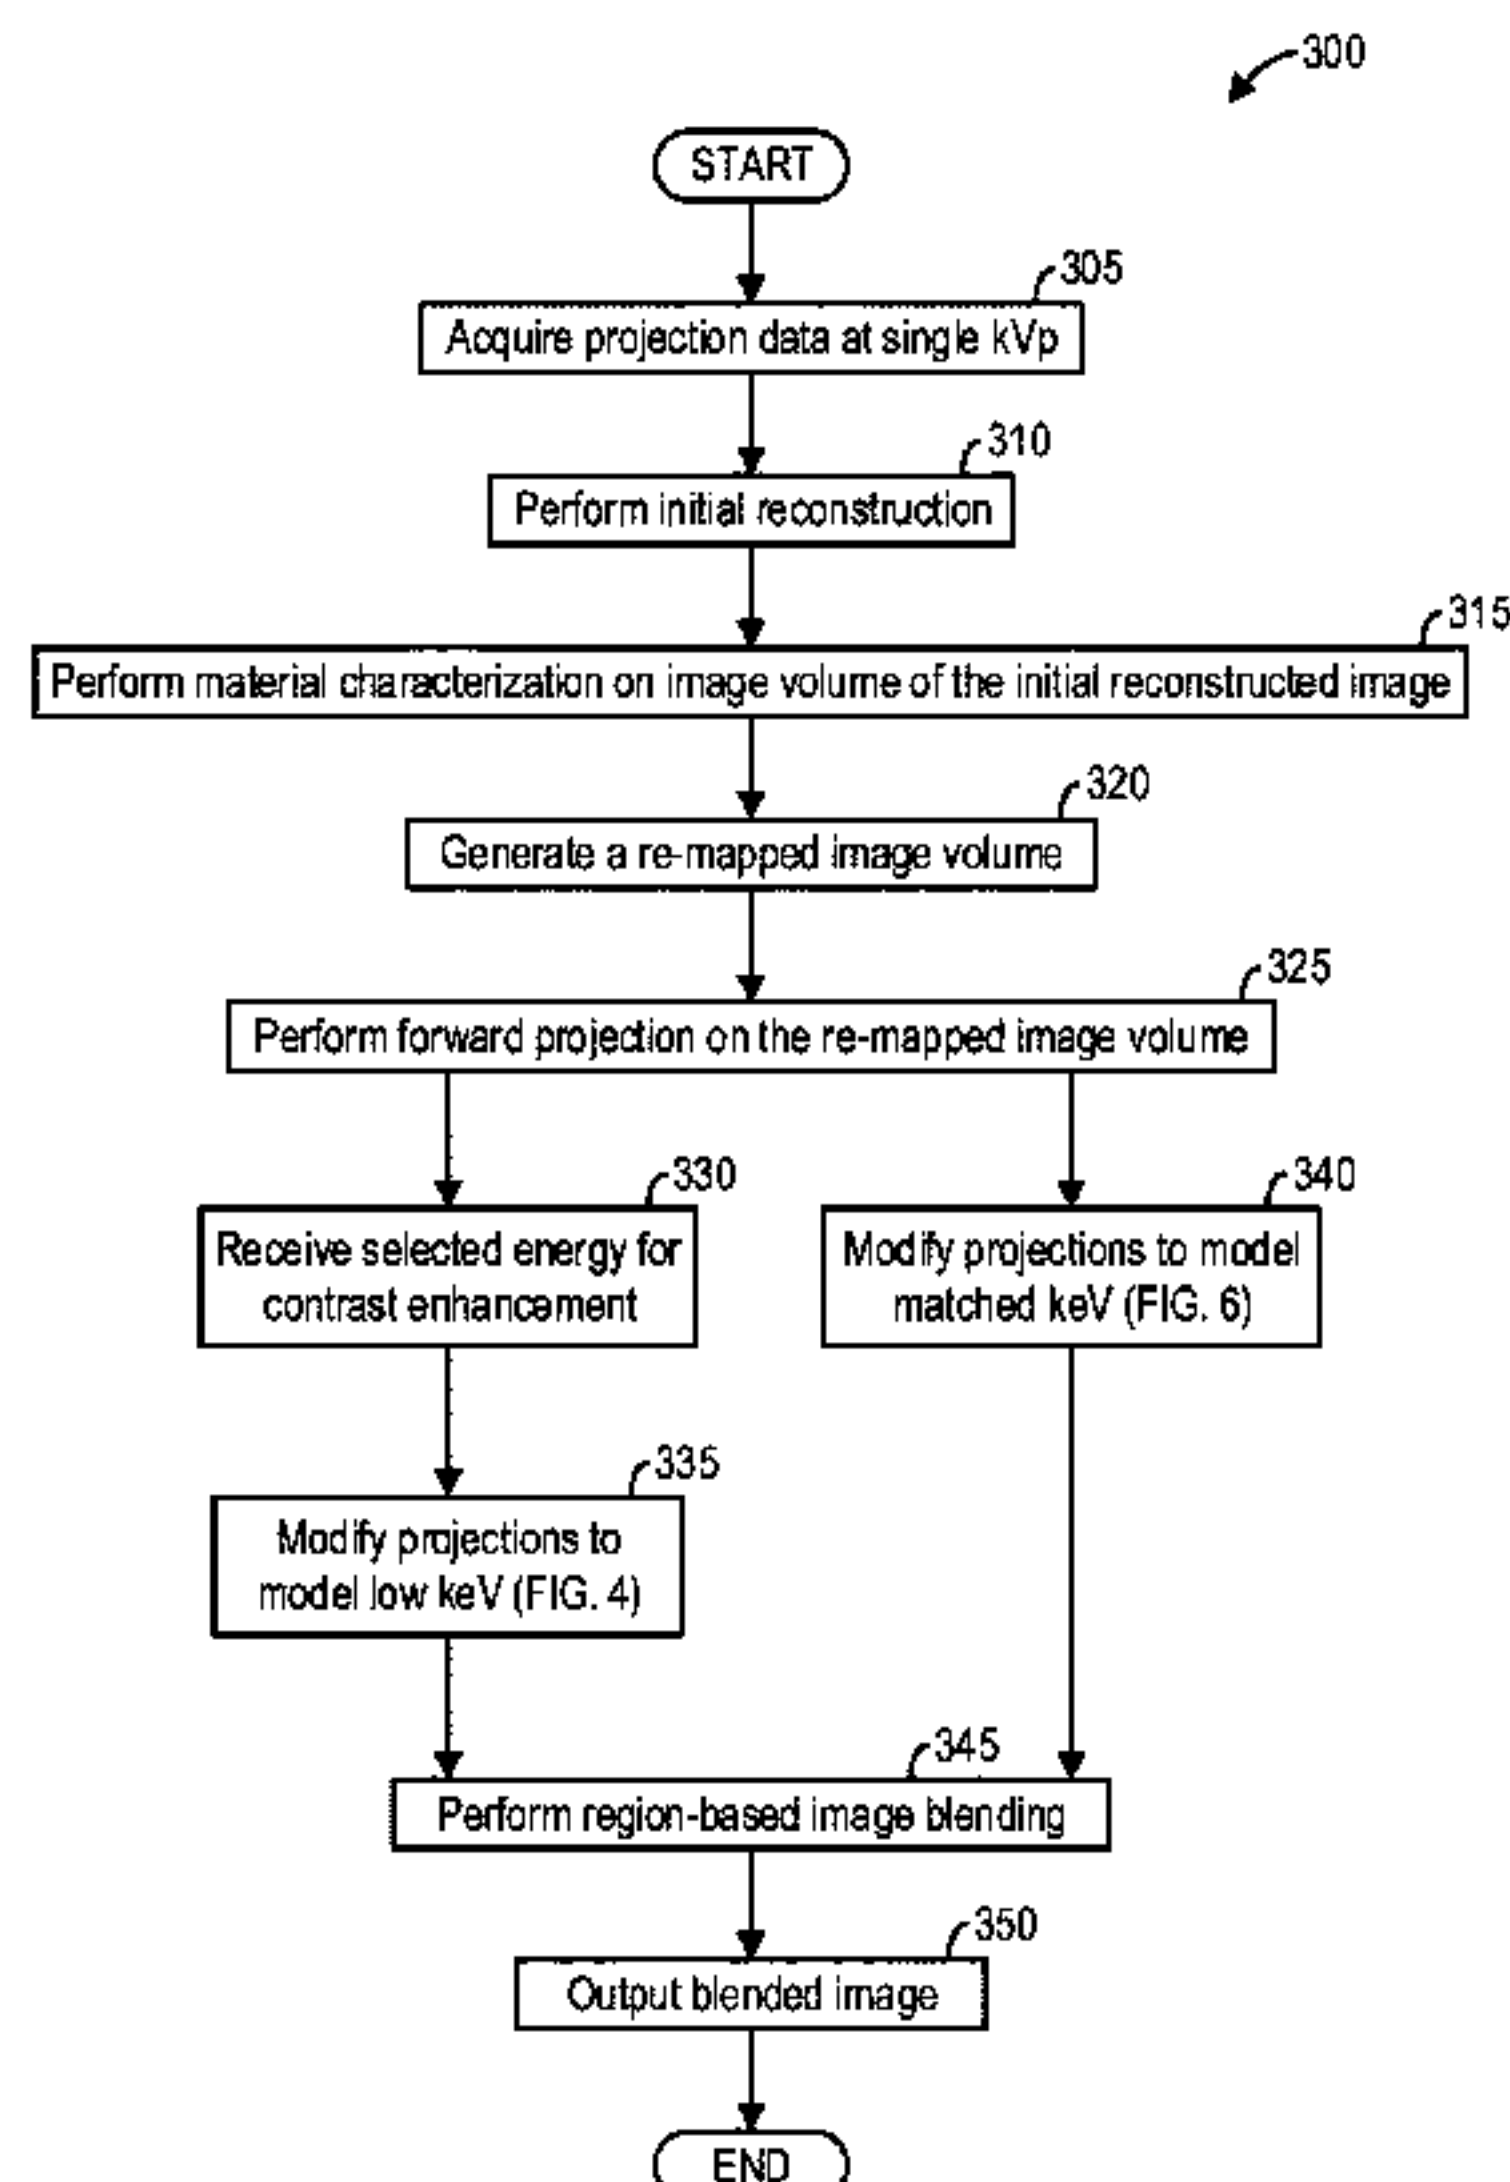 300
START
305
Acquire projection data at single kVp
310
Perform initial reconstruction
315
Perform material characterization on image volume of the initial reconstructed image
320
Generate a re-mapped image volume
325
Perform forward projection on the re-mapped image volume
330
Receive selected energy for
contrast enhancement
340
Modify projections to model
matched keV (FIG. 6)
335
Modify projections to
model low keV (FIG. 4)
345
Perform region-based image blending
350
Output blended image
END